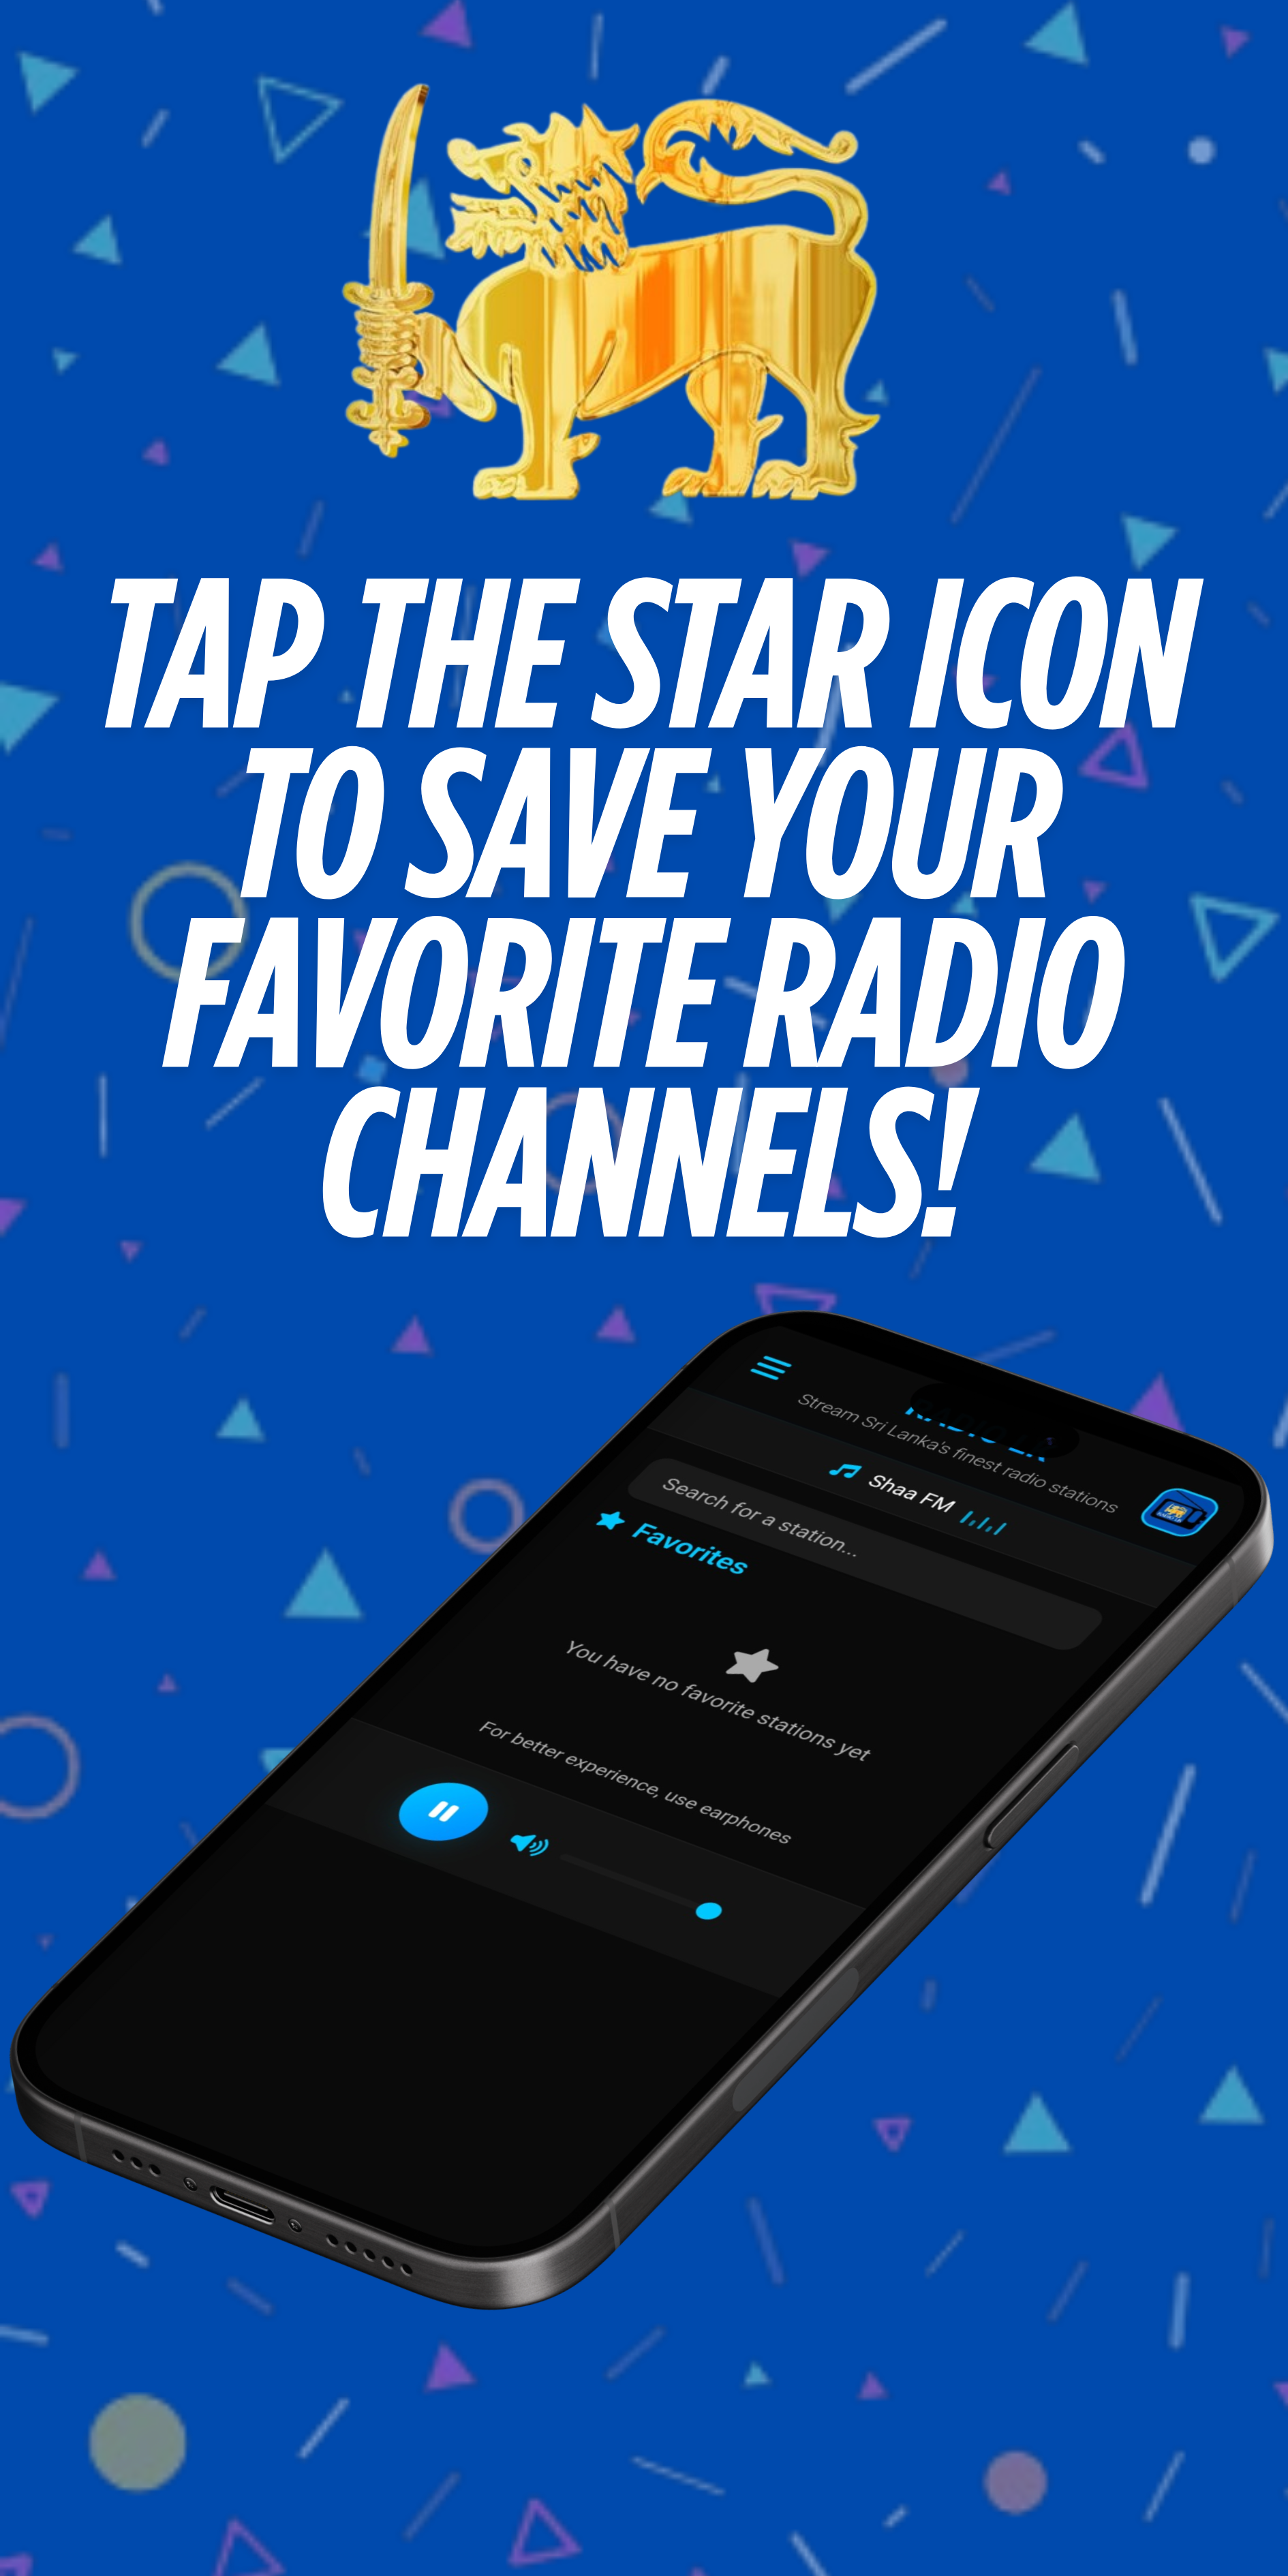 TAP THE STAR ICON
TO SAVE YOUR
FAVORITE RADIO
CHANNELS!
Stream Sri Lanka's finest radio stations
Shaa FM
Search for a station...
Favorites
You have no favorite stations yet
For better experience, use earphones